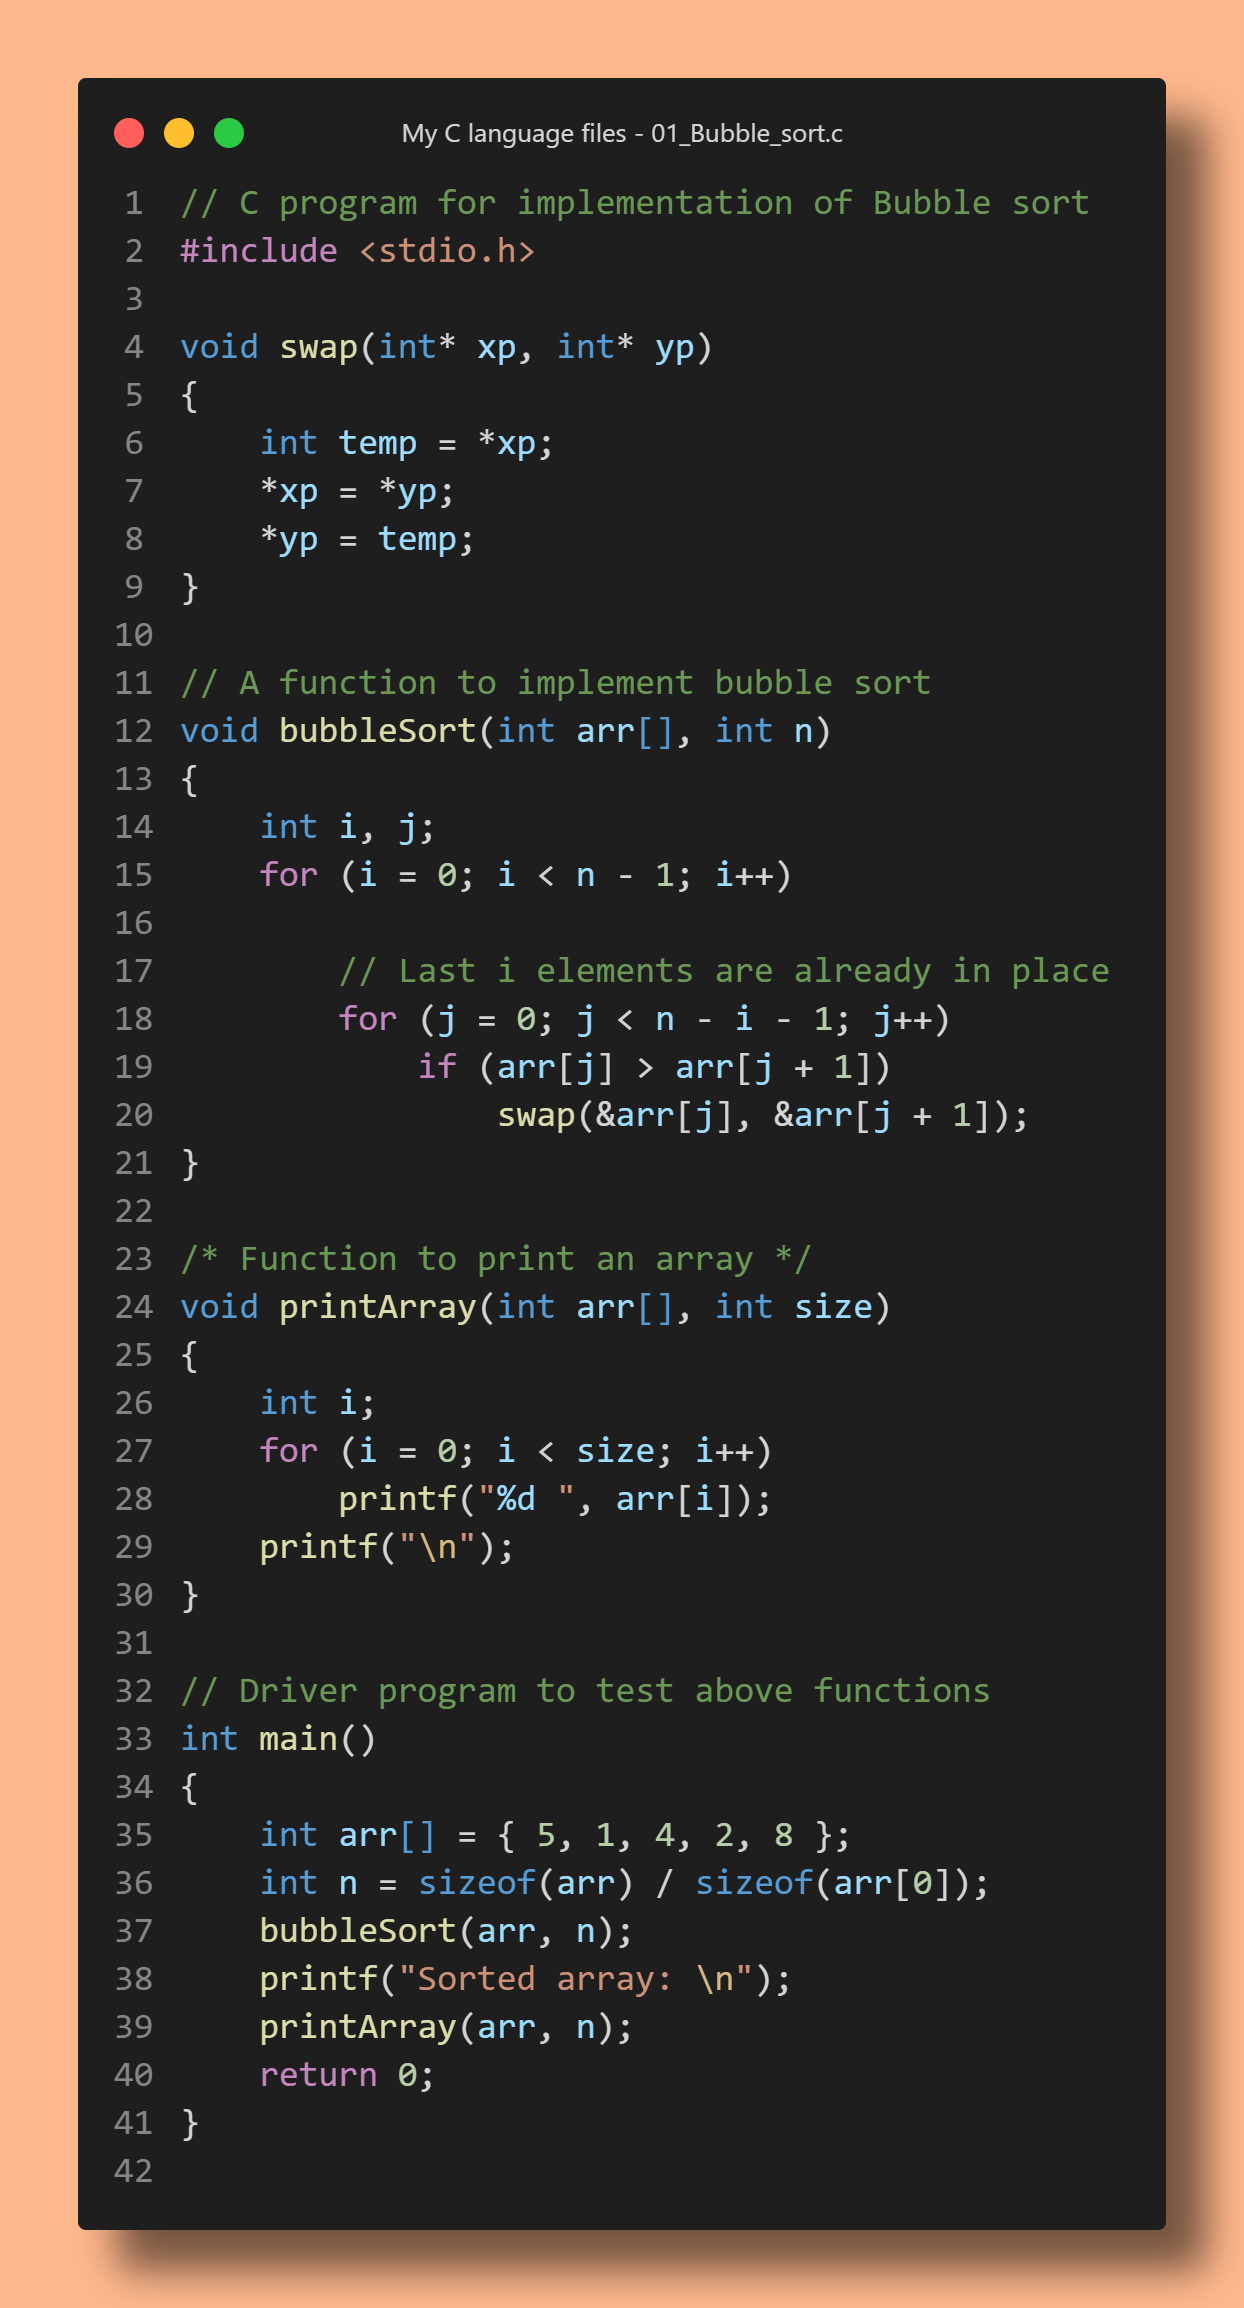 My C language files - 01_Bubble_sort.c
1 // C program for implementation of Bubble sort
2 #include <stdio.h>
3
4 void swap(int* xp, int* yp)
5 {
6     int temp = *xp;
7     *xp = *yp;
8     *yp = temp;
9 }
10
11 // A function to implement bubble sort
12 void bubbleSort(int arr[], int n)
13 {
14     int i, j;
15     for (i = 0; i < n - 1; i++)
16
17         // Last i elements are already in place
18         for (j = 0; j < n - i - 1; j++)
19             if (arr[j] > arr[j + 1])
20                 swap(&arr[j], &arr[j + 1]);
21 }
22
23 /* Function to print an array */
24 void printArray(int arr[], int size)
25 {
26     int i;
27     for (i = 0; i < size; i++)
28         printf("%d ", arr[i]);
29     printf("\n");
30 }
31
32 // Driver program to test above functions
33 int main()
34 {
35     int arr[] = { 5, 1, 4, 2, 8 };
36     int n = sizeof(arr) / sizeof(arr[0]);
37     bubbleSort(arr, n);
38     printf("Sorted array: \n");
39     printArray(arr, n);
40     return 0;
41 }
42